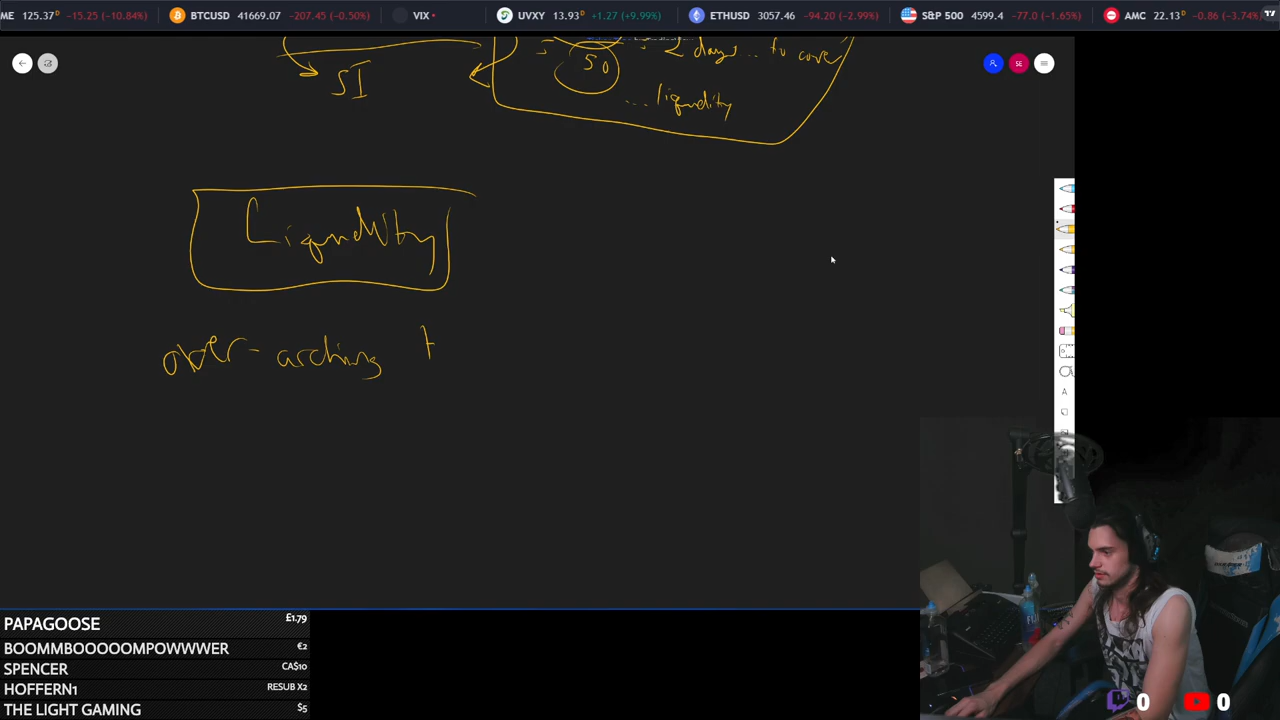 ME 125.37 D -15.25 (-10.84%) BTCUSD 41669.07 -207.45 (-0.50%) VIX UVXY 13.93 D +1.27 (+9.99%) ETHUSD 3057.46 -94.20 (-2.99%) S&P 500 4599.4 -77.0 (-1.65%) AMC 22.13 D -0.86 (-3.74%)
2 days .. to cover
50
SI
... liquidity
SE
Liquidity
over-arching t
A
PAPAGOOSE £1.79
BOOMMBOOOOOMPOWWWER €2
SPENCER CA$10
HOFFERN1 RESUB X2
THE LIGHT GAMING $5
0 0